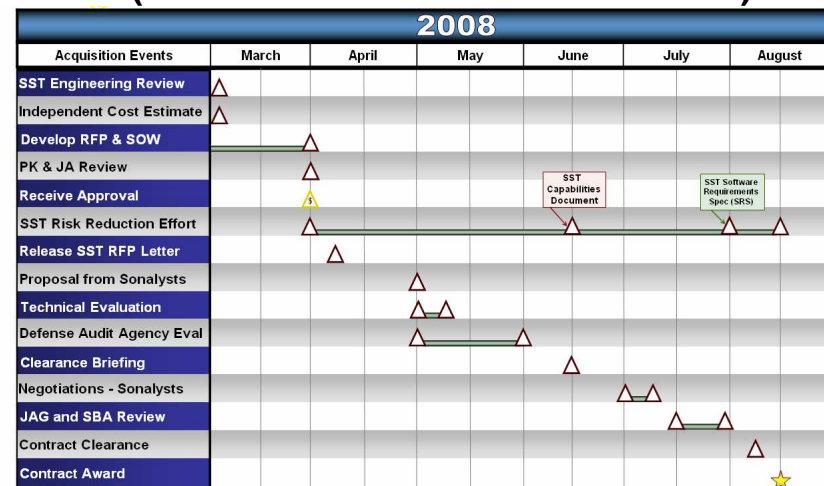 2008
Acquisition Events March April May June July August
SST Engineering Review
Independent Cost Estimate
Develop RFP & SOW
PK & JA Review
SST
Capabilities
Document
SST Software
Requirements
Spec (SRS)
Receive Approval
$
SST Risk Reduction Effort
Release SST RFP Letter
Proposal from Sonalysts
Technical Evaluation
Defense Audit Agency Eval
Clearance Briefing
Negotiations - Sonalysts
JAG and SBA Review
Contract Clearance
Contract Award